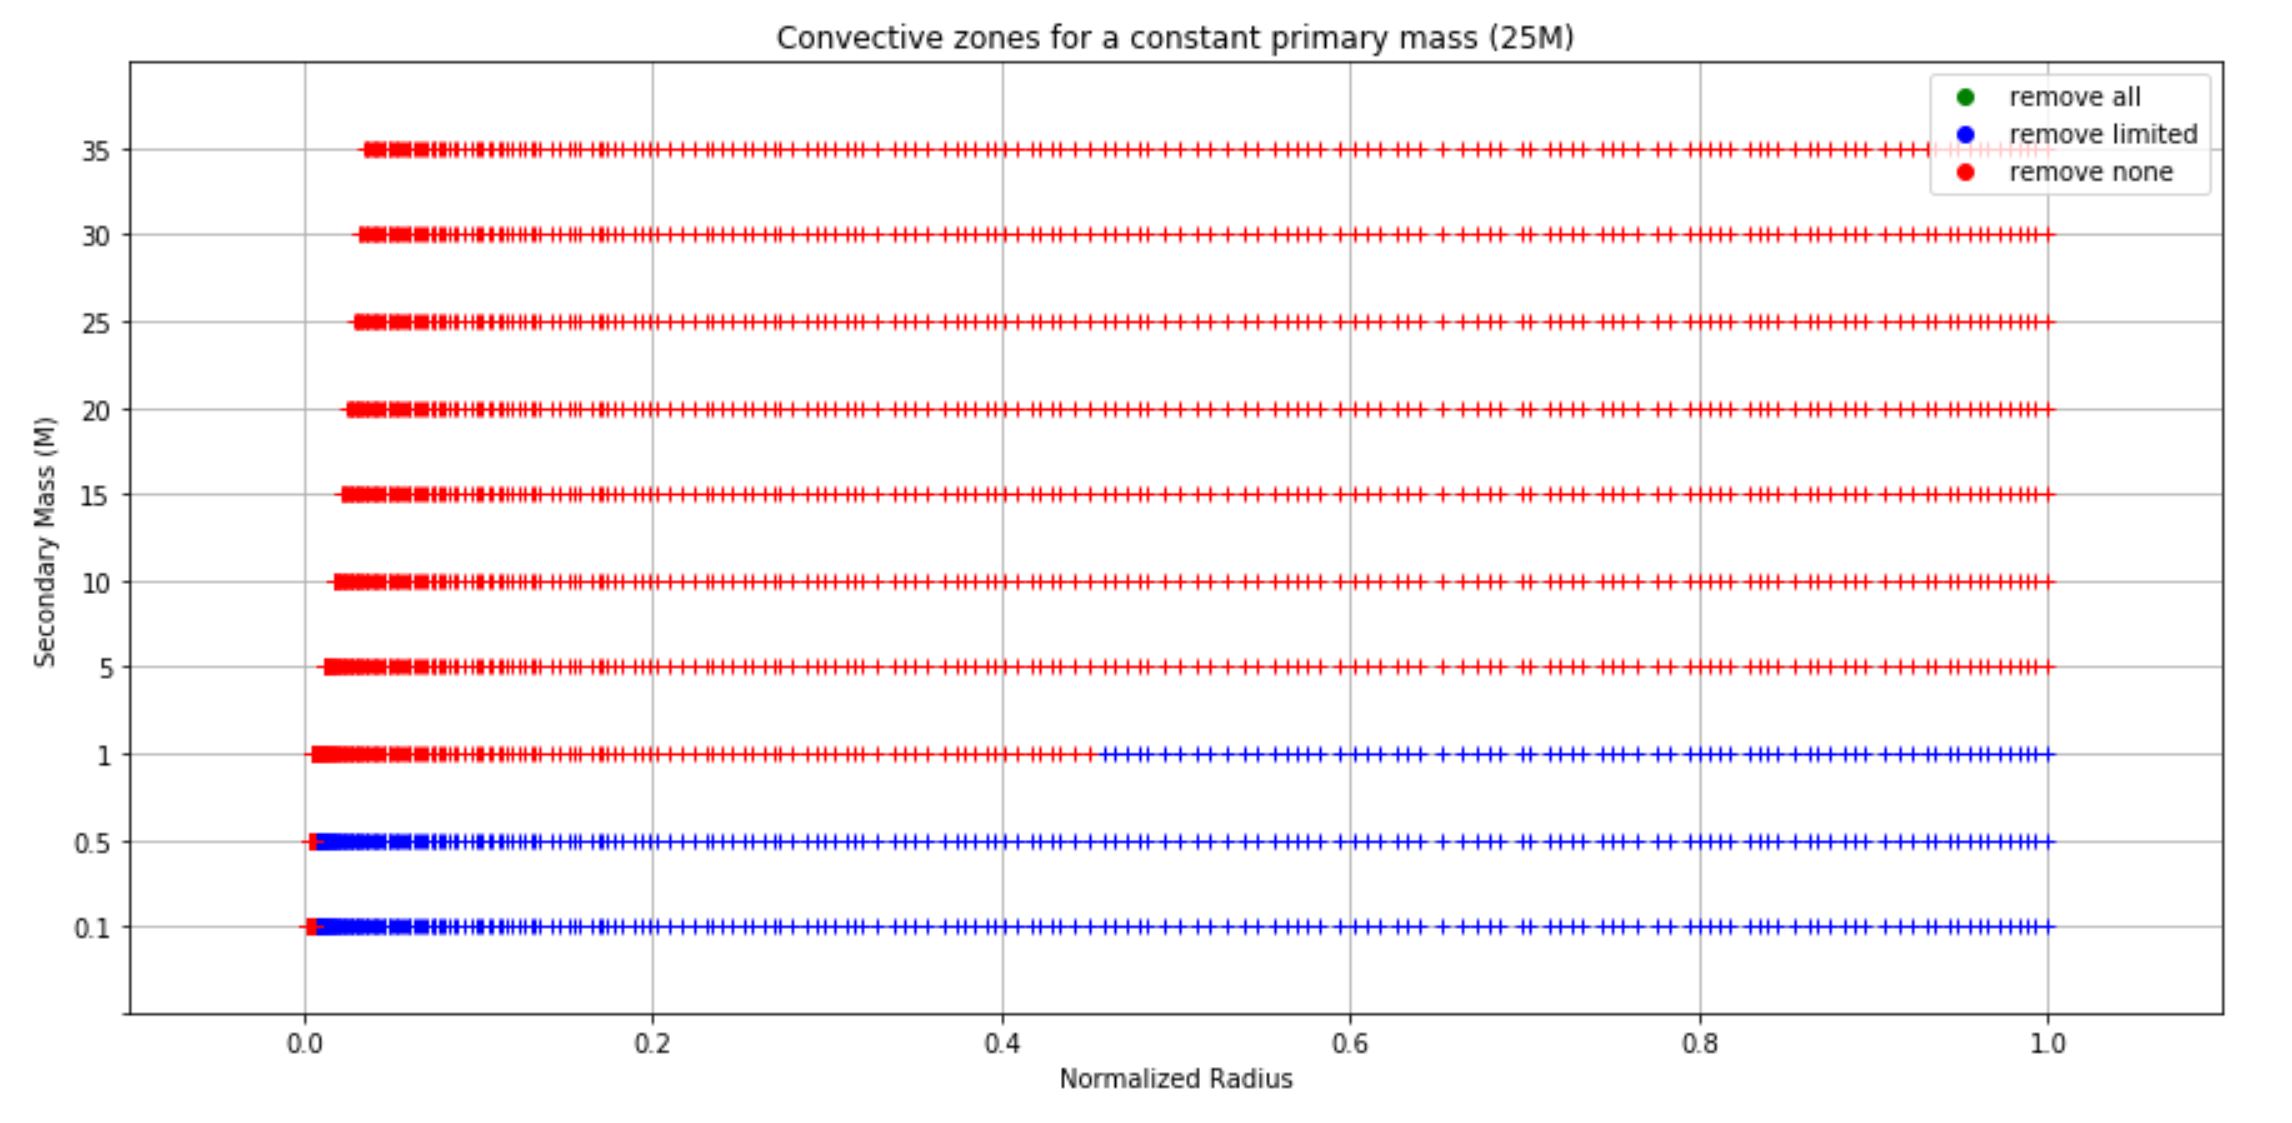 Convective zones for a constant primary mass (25M)
remove all
remove limited
remove none
Secondary Mass (M)
35
30
25
20
15
10
5
1
0.5
0.1
0.0 0.2 0.4 0.6 0.8 1.0
Normalized Radius